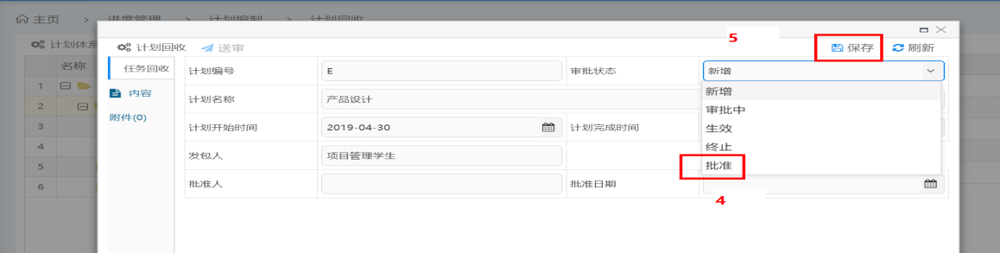 主页 > 进度管理 > 计划编制 > 计划回收
计划体系
名称
1
2
3
4
5
6
计划回收 送审
5
保存 刷新
任务回收
内容
附件(0)
计划编号 E 审批状态 新增
计划名称 产品设计
计划开始时间 2019-04-30 计划完成时间
发包人 项目管理学生
批准人 批准日期
新增
审批中
生效
终止
批准
4